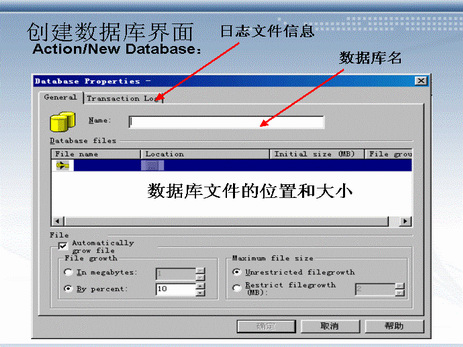 创建数据库界面
Action/New Database：
日志文件信息
数据库名
Database Properties -
General
Transaction Log
Name:
Database files
File name
Location
Initial size (MB)
File grou
数据库文件的位置和大小
File
Automatically
grow file
File growth
In megabytes:
1
By percent:
10
Maximum file size
Unrestricted filegrowth
Restrict filegrowth
(MB):
2
确定
取消
帮助